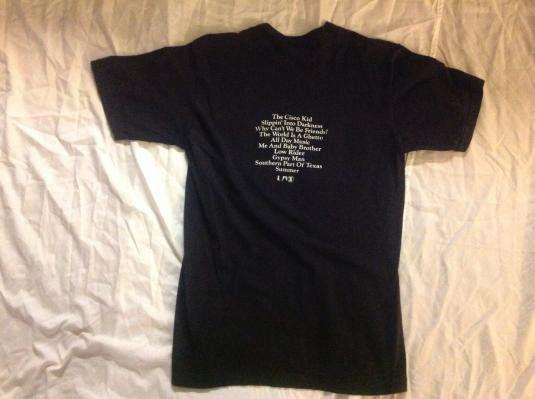 The Cisco Kid
Slippin' Into Darkness
Why Can't We Be Friends?
The World Is A Ghetto
All Day Music
Me And Baby Brother
Low Rider
Gypsy Man
Southern Part Of Texas
Summer